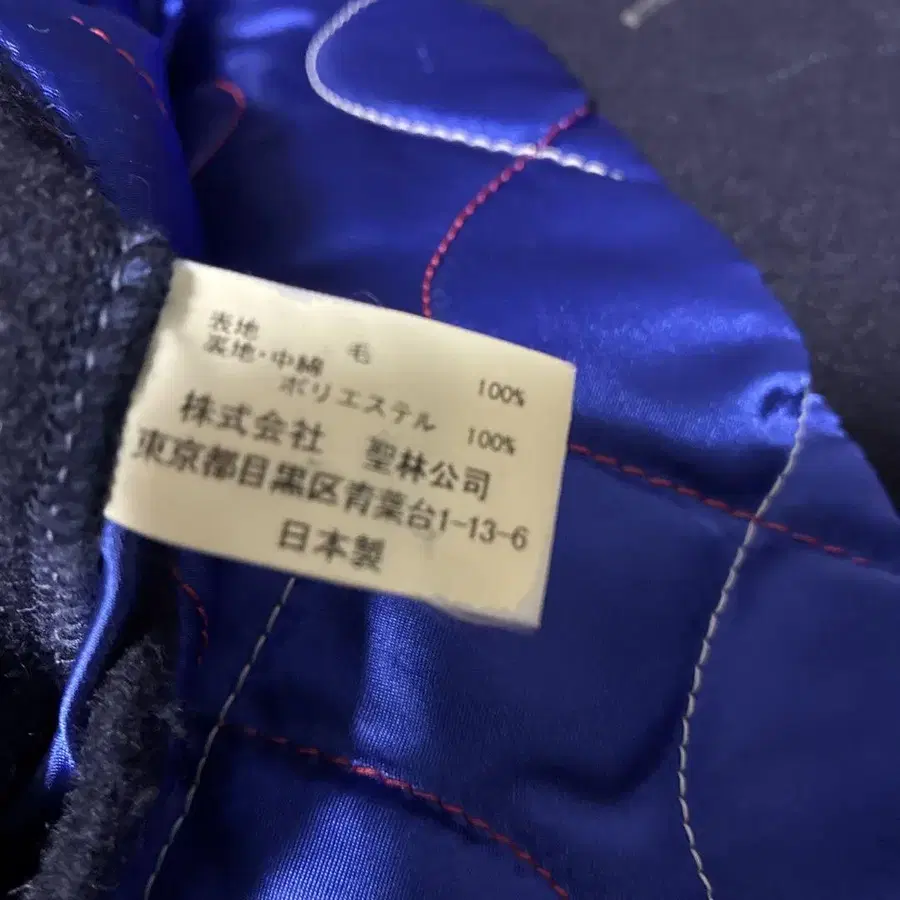 表地 毛 100%
裏地・中綿
ポリエステル 100%
株式会社 聖林公司
東京都目黒区青葉台1-13-6
日本製